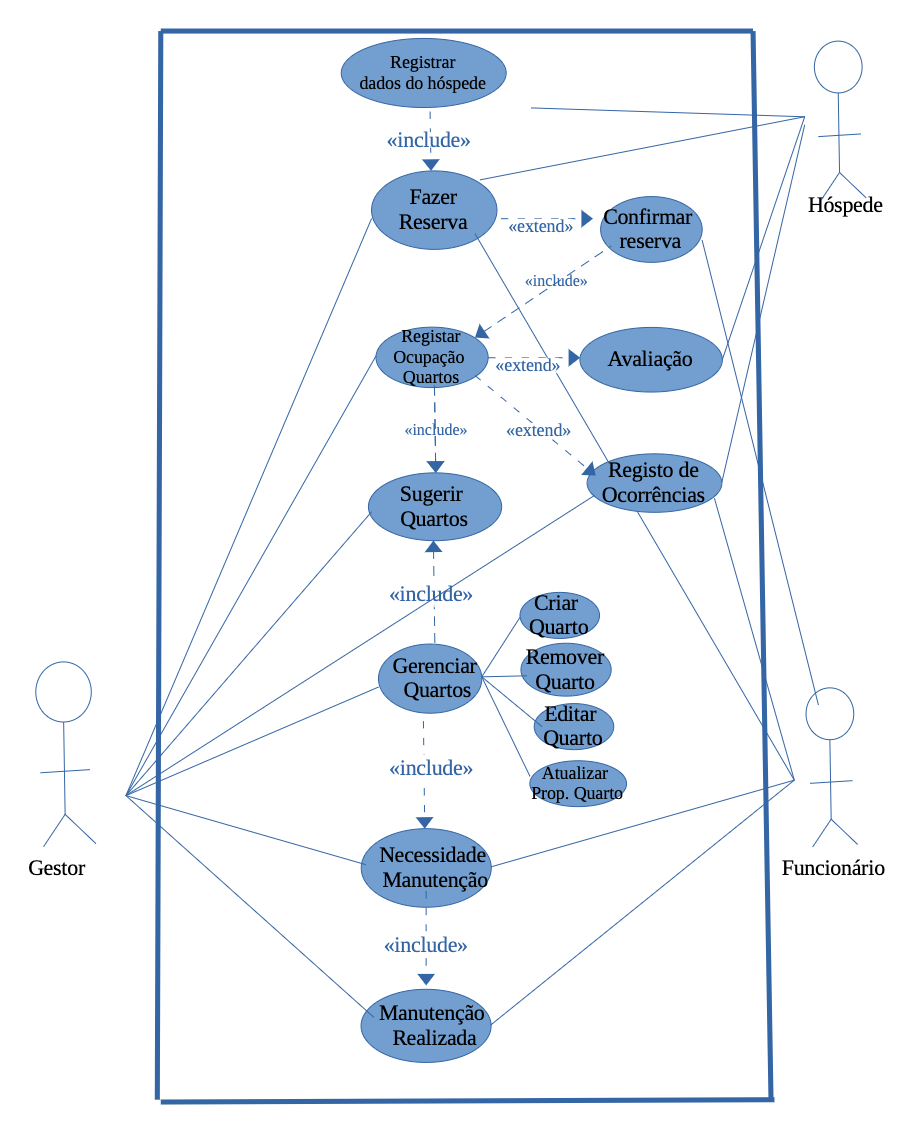 Registrar
dados do hóspede
«include»
Fazer
Reserva
«extend»
Confirmar
reserva
Hóspede
«include»
Registar
Ocupação
Quartos
«extend»
Avaliação
«include»
«extend»
Registo de
Ocorrências
Sugerir
Quartos
«include»
Criar
Quarto
Gerenciar
Quartos
Remover
Quarto
Editar
Quarto
«include»
Atualizar
Prop. Quarto
Necessidade
Manutenção
Gestor
Funcionário
«include»
Manutenção
Realizada